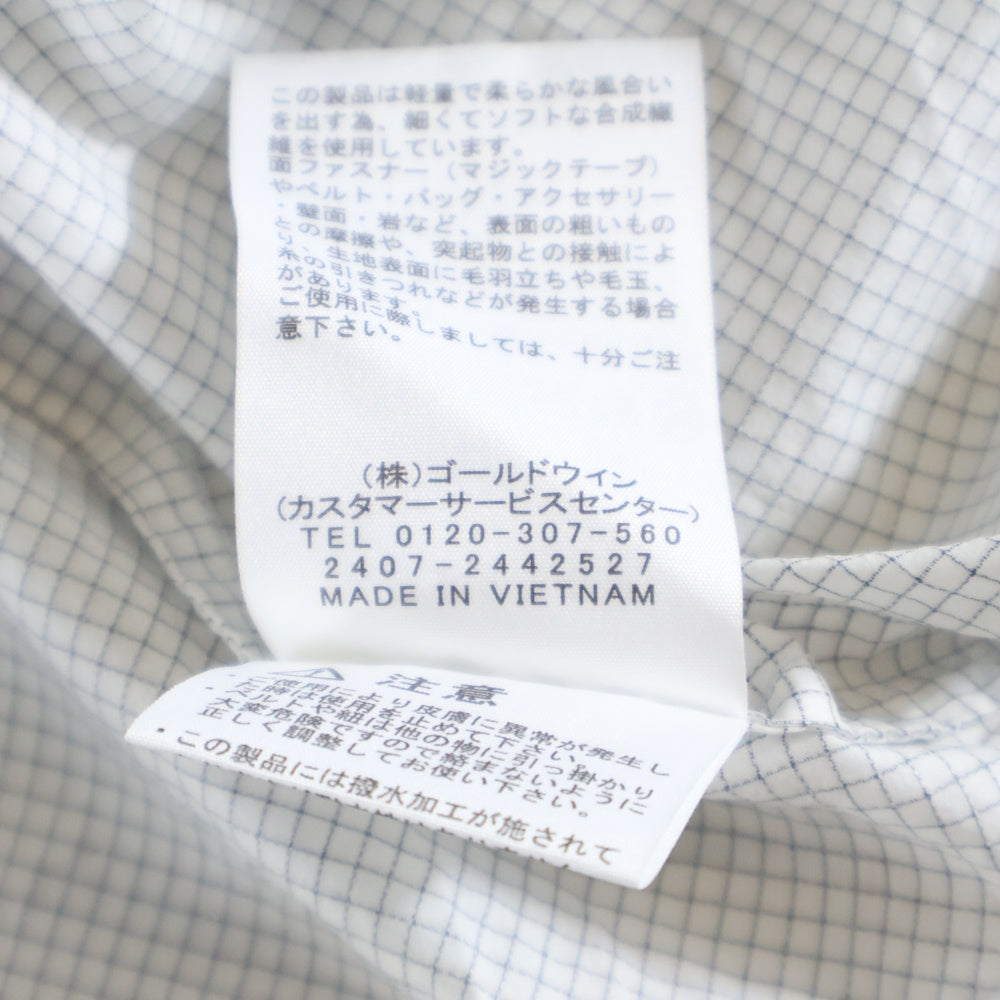 この製品は軽量で柔らかな風合い
を出す為、細くてソフトな合成繊
維を使用しています。
面ファスナー（マジックテープ）
やベルト・バッグ・アクセサリー
・壁面・岩など、表面の粗いもの
との摩擦や、突起物との接触によ
り、生地表面に毛羽立ちや毛玉、
糸の引きつれなどが発生する場合
があります。
ご使用に際しましては、十分ご注
意下さい。
(株)ゴールドウィン
(カスタマーサービスセンター)
TEL 0120-307-560
2407-2442527
MADE IN VIETNAM
注意
・ご使用により皮膚に異常が発生し
た時は使用を止めて下さい。
・ベルトや紐は他の物に引っ掛かり
大変危険ですので絡まないように
正しく調整してお使い下さい。
・この製品には撥水加工が施されて